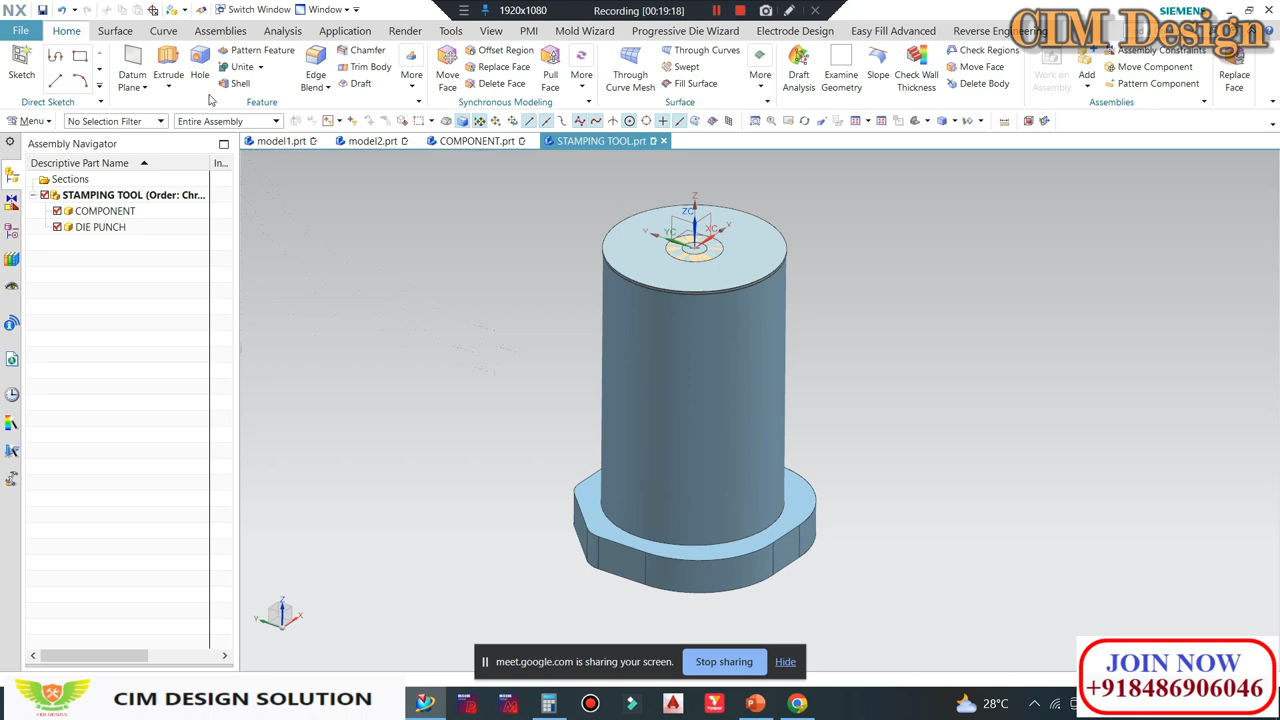 NX
Switch Window
Window
1920x1080
Recording [00:19:18]
SIEMENS
CIM Design
File
Home
Surface
Curve
Assemblies
Analysis
Application
Render
Tools
View
PMI
Mold Wizard
Progressive Die Wizard
Electrode Design
Easy Fill Advanced
Reverse Engineering
Sketch
Direct Sketch
Datum Plane
Extrude
Hole
Pattern Feature
Unite
Shell
Feature
Edge Blend
Chamfer
Trim Body
Draft
More
Move Face
Offset Region
Replace Face
Delete Face
Pull Face
More
Synchronous Modeling
Through Curve Mesh
Through Curves
Swept
Fill Surface
Surface
More
Draft Analysis
Examine Geometry
Slope
Check Wall Thickness
Check Regions
Move Face
Delete Body
Work on Assembly
Add
Assembly Constraints
Move Component
Pattern Component
Assemblies
Replace Face
Menu
No Selection Filter
Entire Assembly
Assembly Navigator
model1.prt
model2.prt
COMPONENT.prt
STAMPING TOOL.prt
Descriptive Part Name
In...
Sections
STAMPING TOOL (Order: Chr...
COMPONENT
DIE PUNCH
Z
ZC
Y
YC
XC
Y
Z
Y
X
meet.google.com is sharing your screen.
Stop sharing
Hide
JOIN NOW
+918486906046
CIM DESIGN SOLUTION
28°C